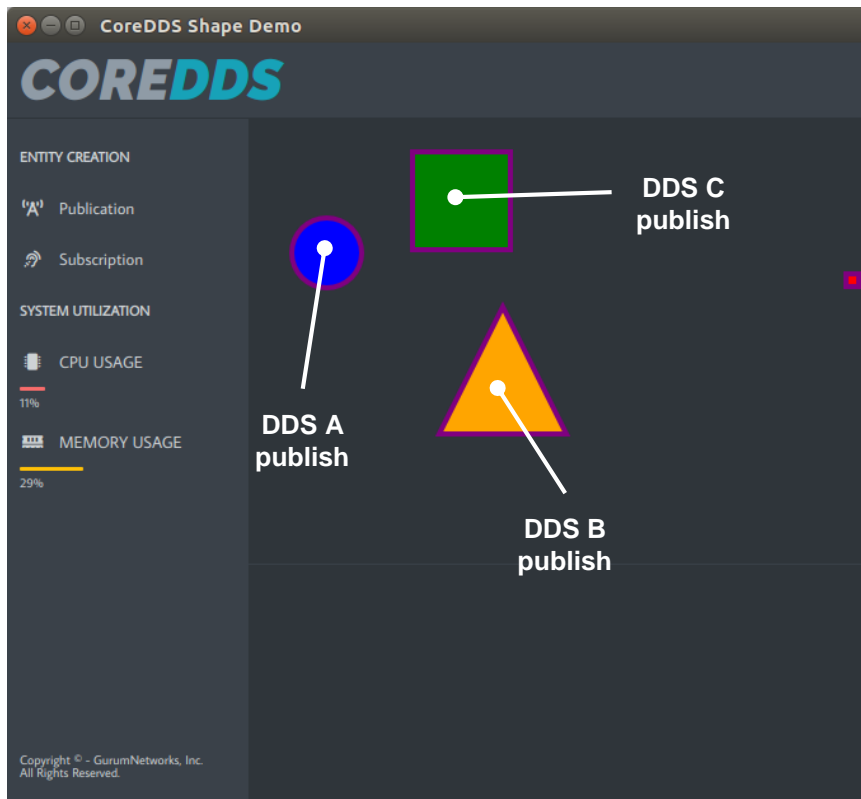 CoreDDS Shape Demo
COREDDS
ENTITY CREATION
Publication
Subscription
SYSTEM UTILIZATION
CPU USAGE
11%
MEMORY USAGE
29%
DDS C
publish
DDS A
publish
DDS B
publish
Copyright © - GurumNetworks, Inc.
All Rights Reserved.